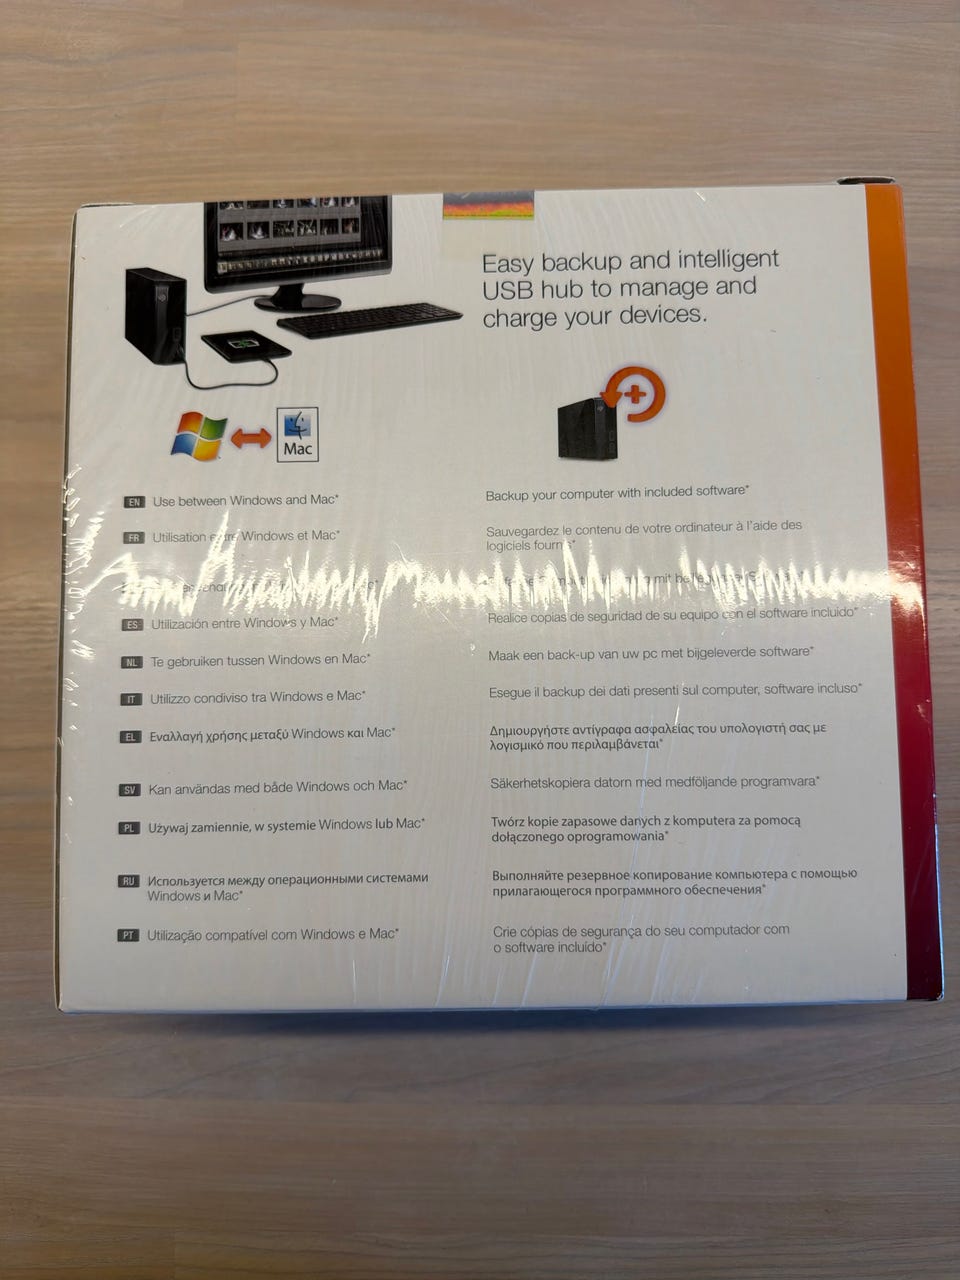 Easy backup and intelligent
USB hub to manage and
charge your devices.
Mac
EN Use between Windows and Mac*
Backup your computer with included software*
FR Utilisation entre Windows et Mac*
Sauvegardez le contenu de votre ordinateur à l'aide des
logiciels fournis*
mit
ES Utilización entre Windows y Mac*
Realice copias de seguridad de su equipo con el software incluido*
NL Te gebruiken tussen Windows en Mac*
Maak een back-up van uw pc met bijgeleverde software*
IT Utilizzo condiviso tra Windows e Mac*
Esegue il backup dei dati presenti sul computer, software incluso*
EL Εναλλαγή χρήσης μεταξύ Windows και Mac*
Δημιουργήστε αντίγραφα ασφαλείας του υπολογιστή σας με
λογισμικό που περιλαμβάνεται*
SV Kan användas med både Windows och Mac*
Säkerhetskopiera datorn med medföljande programvara*
PL Używaj zamiennie, w systemie Windows lub Mac*
Twórz kopie zapasowe danych z komputera za pomocą
dołączonego oprogramowania*
RU Используется между операционными системами
Windows и Mac*
Выполняйте резервное копирование компьютера с помощью
прилагающегося программного обеспечения*
PT Utilização compatível com Windows e Mac*
Crie cópias de segurança do seu computador com
o software incluído*